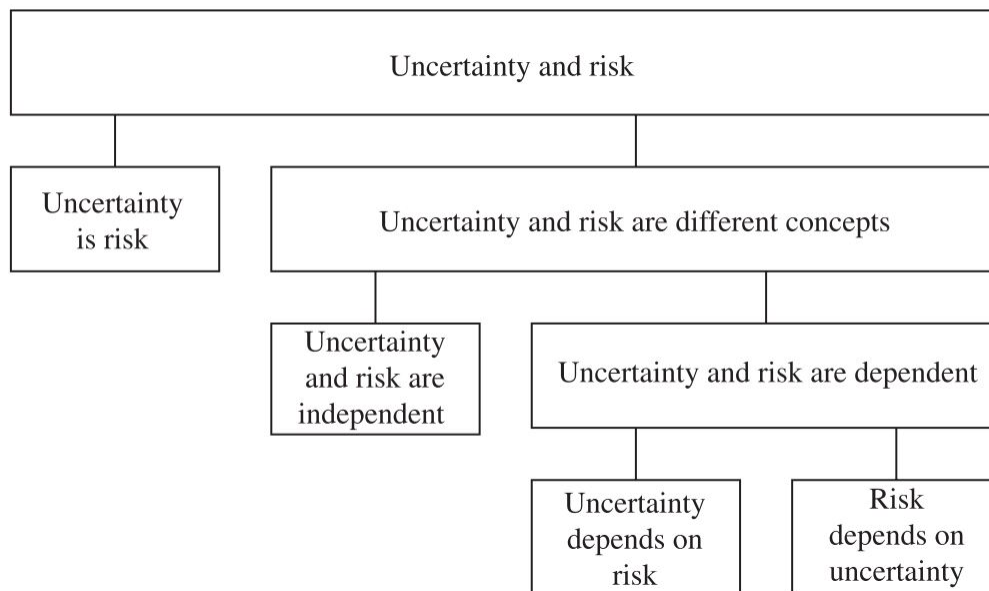 Uncertainty and risk
Uncertainty
is risk
Uncertainty and risk are different concepts
Uncertainty
and risk are
independent
Uncertainty and risk are dependent
Uncertainty
depends on
risk
Risk
depends on
uncertainty